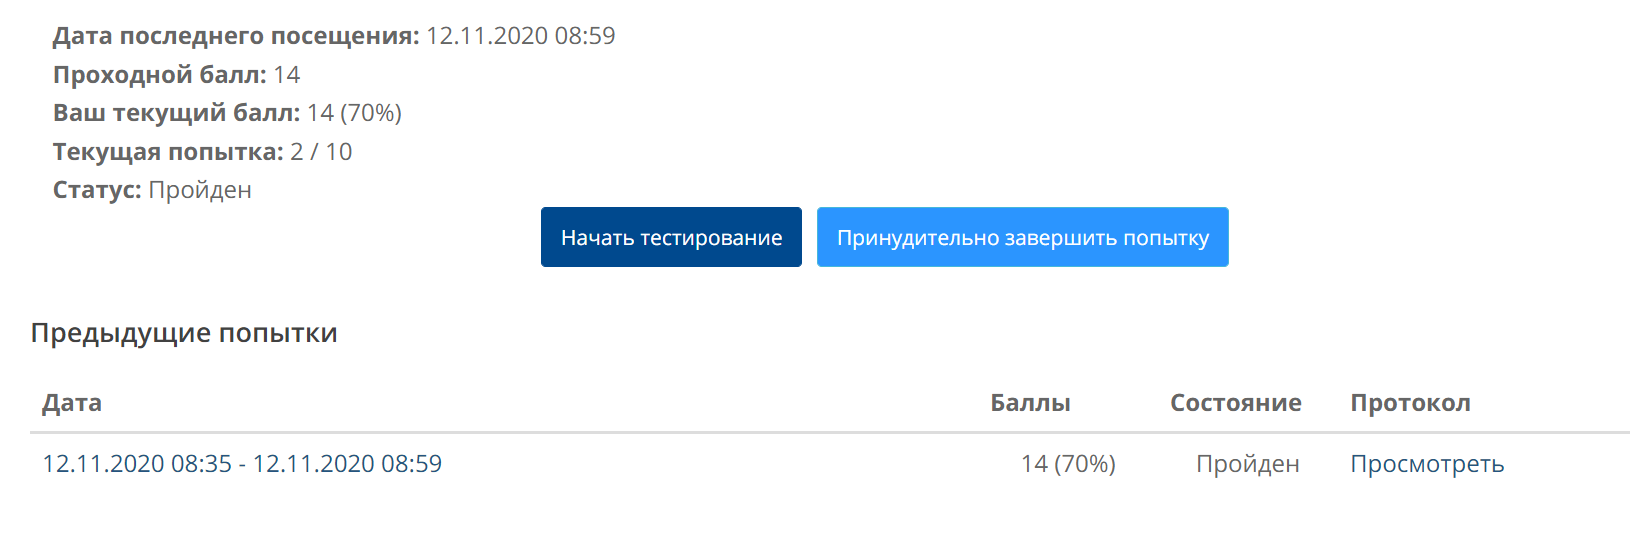 Дата последнего посещения: 12.11.2020 08:59
Проходной балл: 14
Ваш текущий балл: 14 (70%)
Текущая попытка: 2 / 10
Статус: Пройден
Начать тестирование Принудительно завершить попытку
Предыдущие попытки
Дата Баллы Состояние Протокол
12.11.2020 08:35 - 12.11.2020 08:59 14 (70%) Пройден Просмотреть